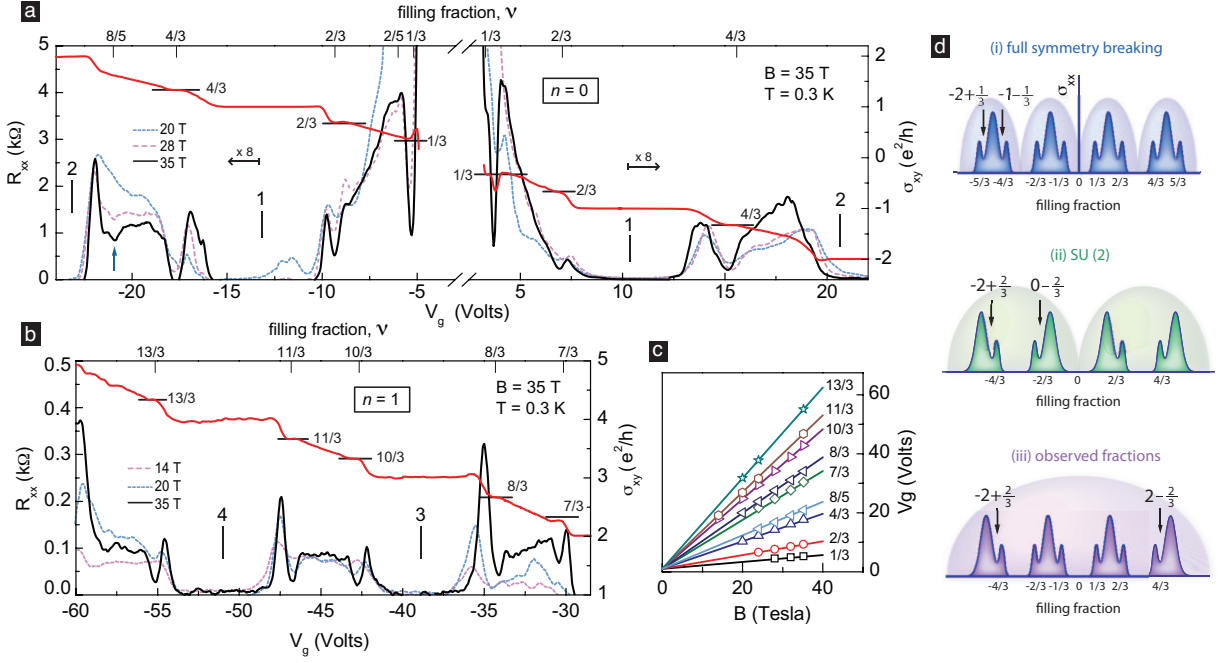 a
filling fraction, ν
8/5 4/3 2/3 2/5 1/3 1/3 2/3 4/3
5
4
3
2
1
0
R_xx (kΩ)
2
1
0
-1
-2
σ_xy (e²/h)
n = 0
B = 35 T
T = 0.3 K
20 T
28 T
35 T
x 8
x 8
4/3
2/3
1/3
1/3
2/3
4/3
2
1
1
2
-20 -15 -10 -5 5 10 15 20
V_g (Volts)
b
filling fraction, ν
13/3 11/3 10/3 8/3 7/3
0.5
0.4
0.3
0.2
0.1
0.0
R_xx (kΩ)
5
4
3
2
1
σ_xy (e²/h)
n = 1
B = 35 T
T = 0.3 K
14 T
20 T
35 T
13/3
11/3
10/3
8/3
7/3
4
3
-60 -55 -50 -45 -40 -35 -30
V_g (Volts)
c
13/3
11/3
10/3
8/3
7/3
8/5
4/3
2/3
1/3
60
40
20
0
Vg (Volts)
0 20 40
B (Tesla)
d
(i) full symmetry breaking
σ_xx
-2+1/3 -1-1/3
-5/3 -4/3 -2/3 -1/3 0 1/3 2/3 4/3 5/3
filling fraction
(ii) SU (2)
-2+2/3 0-2/3
-4/3 -2/3 0 2/3 4/3
filling fraction
(iii) observed fractions
-2+2/3 2-2/3
-4/3 -2/3 -1/3 0 1/3 2/3 4/3
filling fraction